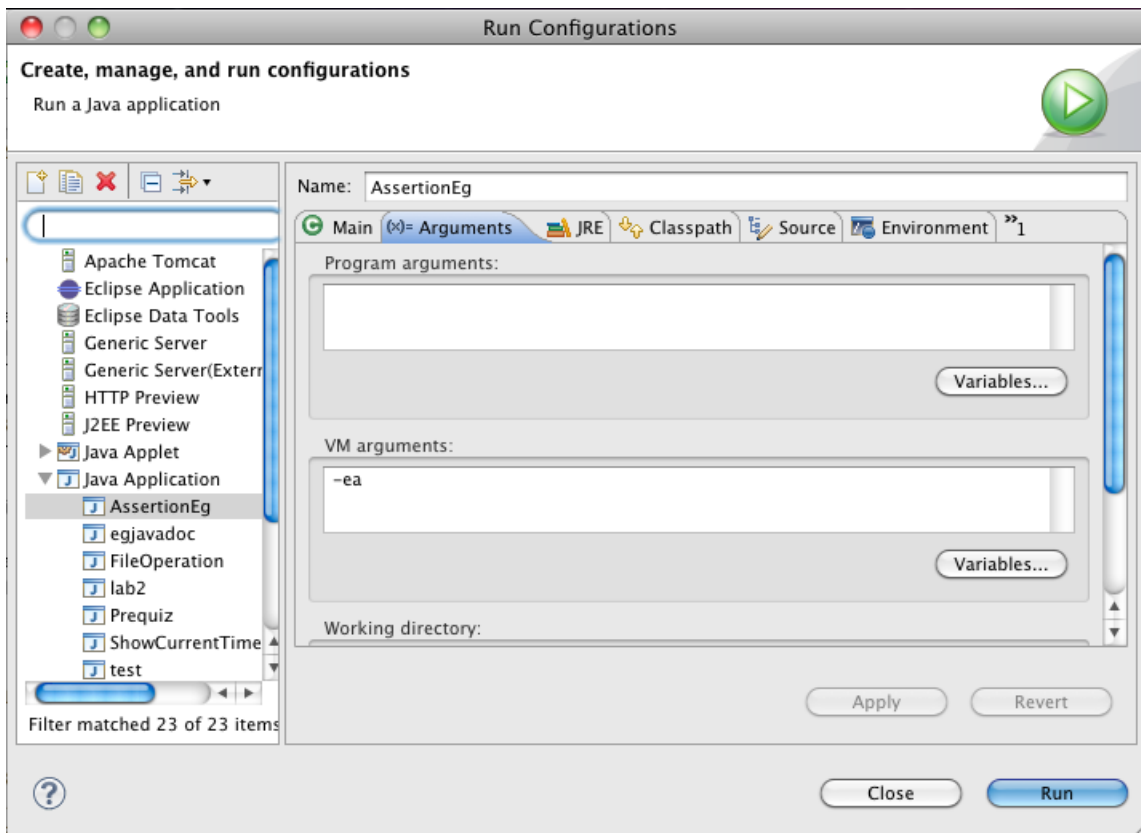 Run Configurations
Create, manage, and run configurations
Run a Java application
Name: AssertionEg
Main (x)= Arguments JRE Classpath Source Environment »1
Apache Tomcat
Eclipse Application
Eclipse Data Tools
Generic Server
Generic Server(Extern
HTTP Preview
J2EE Preview
Java Applet
Java Application
AssertionEg
egjavadoc
FileOperation
lab2
Prequiz
ShowCurrentTime
test
Filter matched 23 of 23 items
Program arguments:
Variables...
VM arguments:
-ea
Variables...
Working directory:
Apply Revert
? Close Run